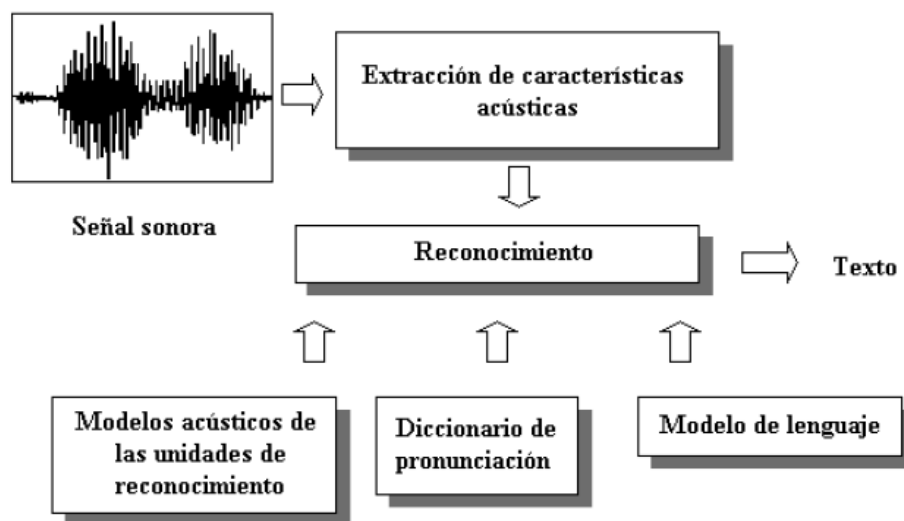 Extracción de características
acústicas
Señal sonora
Reconocimiento
Texto
Modelos acústicos de
las unidades de
reconocimiento
Diccionario de
pronunciación
Modelo de lenguaje